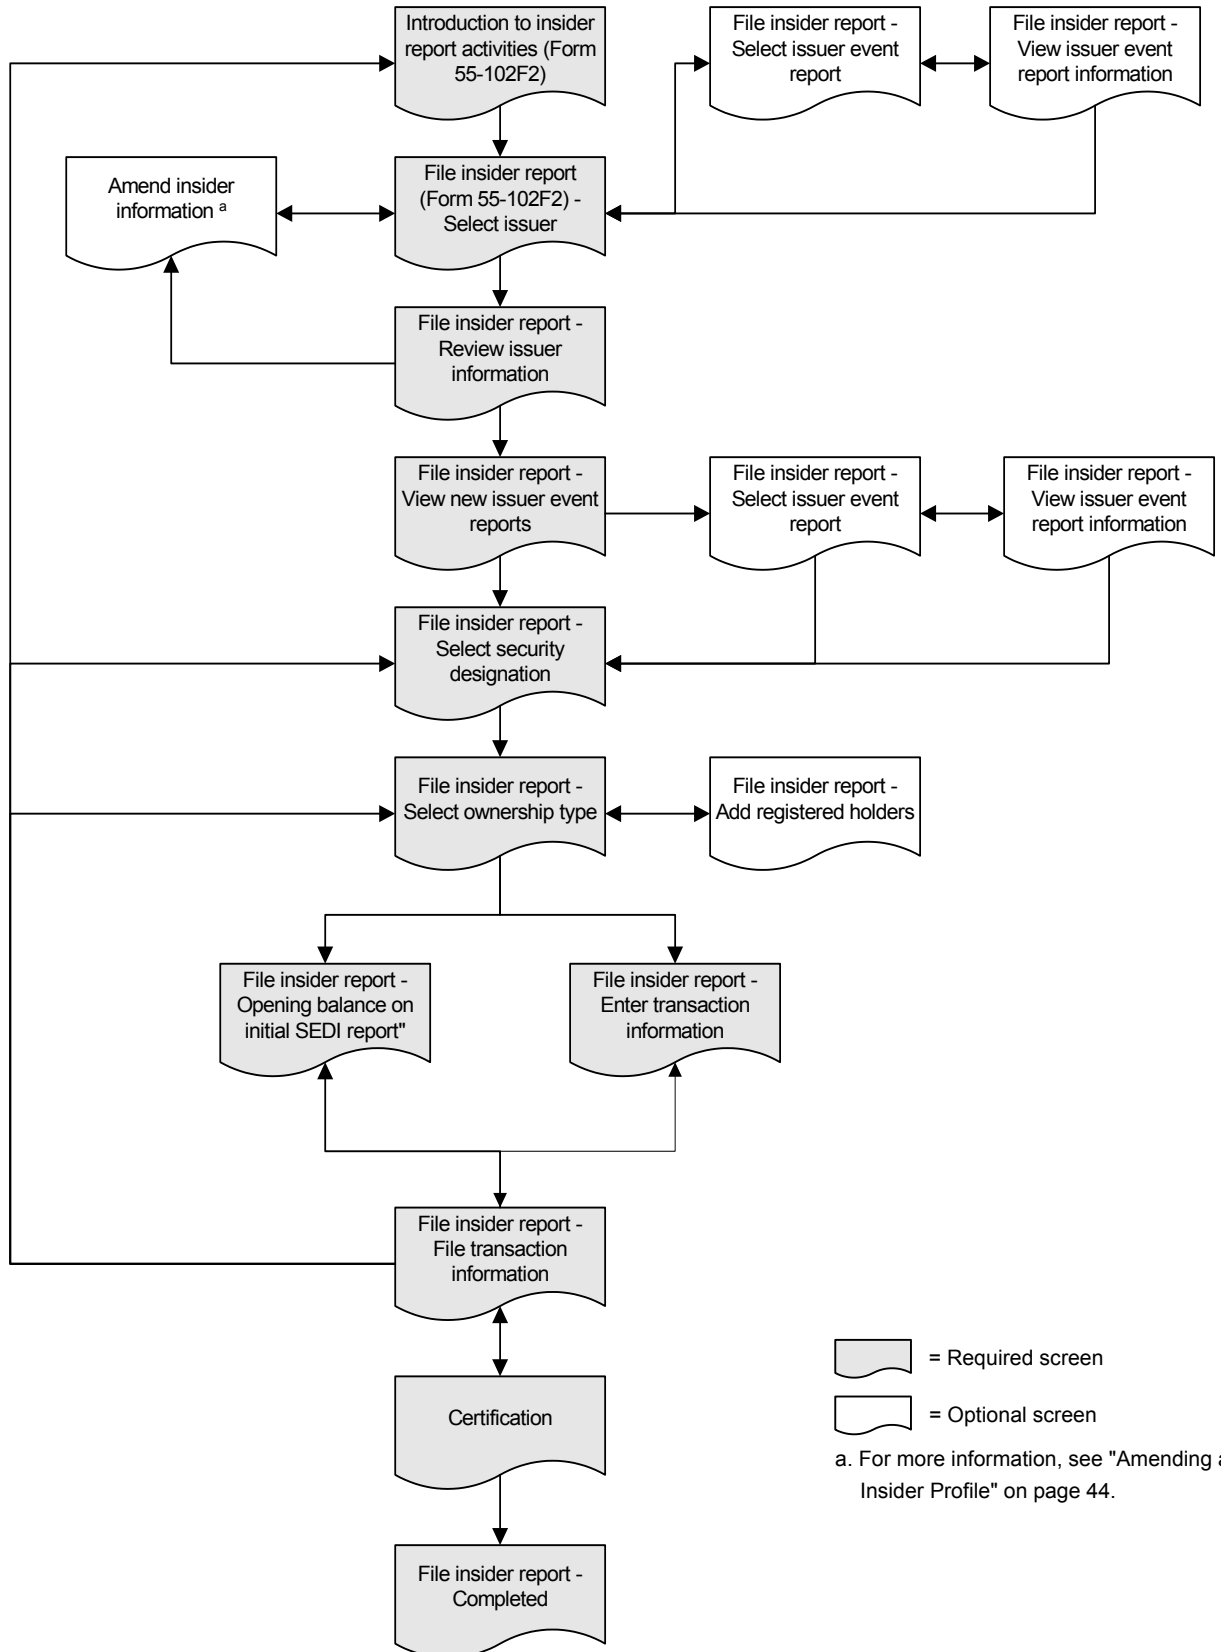 Introduction to insider
report activities (Form
55-102F2)
File insider report -
Select issuer event
report
File insider report -
View issuer event
report information
Amend insider
information a
File insider report
(Form 55-102F2) -
Select issuer
File insider report -
Review issuer
information
File insider report -
View new issuer event
reports
File insider report -
Select issuer event
report
File insider report -
View issuer event
report information
File insider report -
Select security
designation
File insider report -
Select ownership type
File insider report -
Add registered holders
File insider report -
Opening balance on
initial SEDI report"
File insider report -
Enter transaction
information
File insider report -
File transaction
information
Certification
File insider report -
Completed
= Required screen
= Optional screen
a. For more information, see "Amending a
Insider Profile" on page 44.